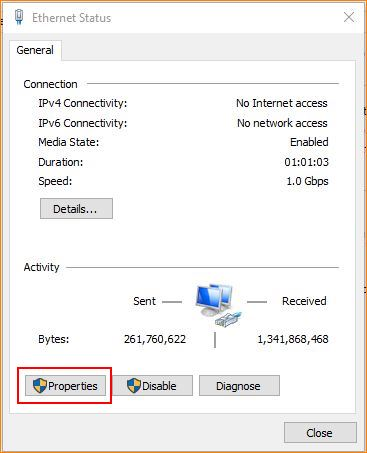 Ethernet Status
General
Connection
IPv4 Connectivity: No Internet access
IPv6 Connectivity: No network access
Media State: Enabled
Duration: 01:01:03
Speed: 1.0 Gbps
Details...
Activity
Sent Received
Bytes: 261,760,622 1,341,868,468
Properties Disable Diagnose
Close